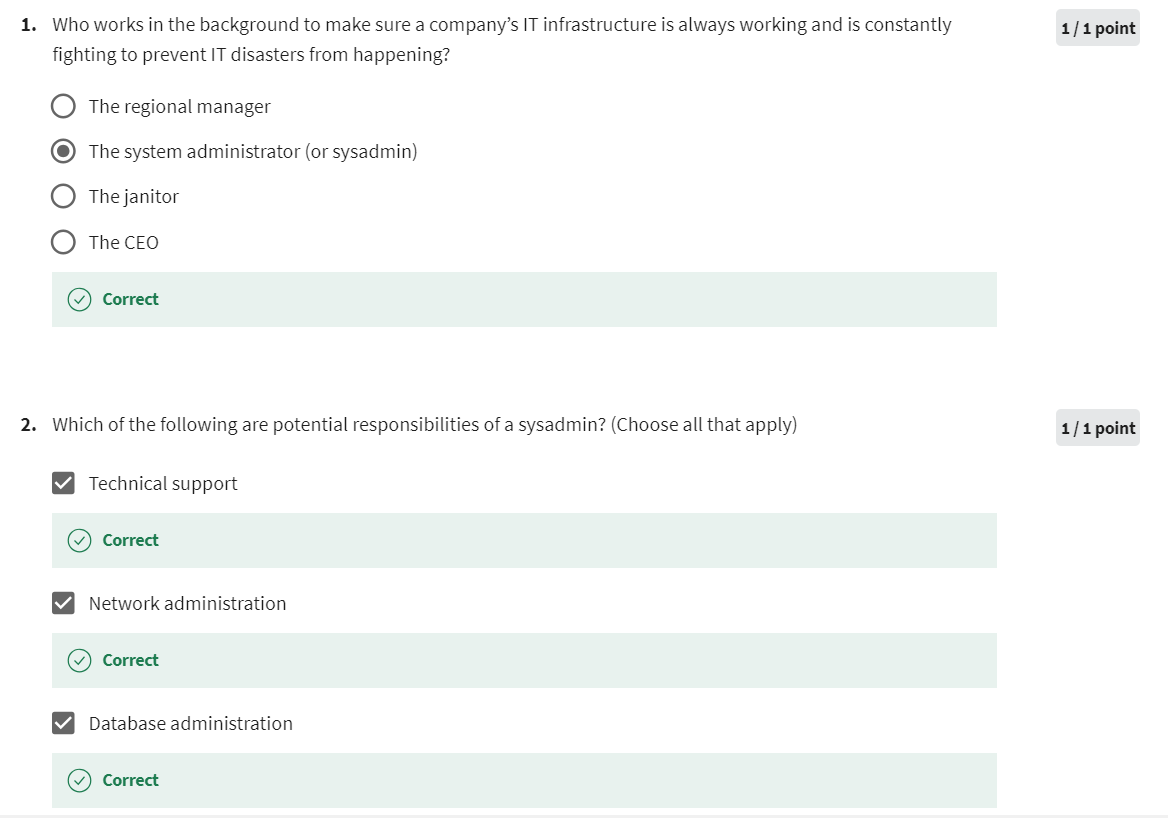 1. Who works in the background to make sure a company’s IT infrastructure is always working and is constantly
1 / 1 point
fighting to prevent IT disasters from happening?
The regional manager
The system administrator (or sysadmin)
The janitor
The CEO
Correct
2. Which of the following are potential responsibilities of a sysadmin? (Choose all that apply)
1 / 1 point
Technical support
Correct
Network administration
Correct
Database administration
Correct